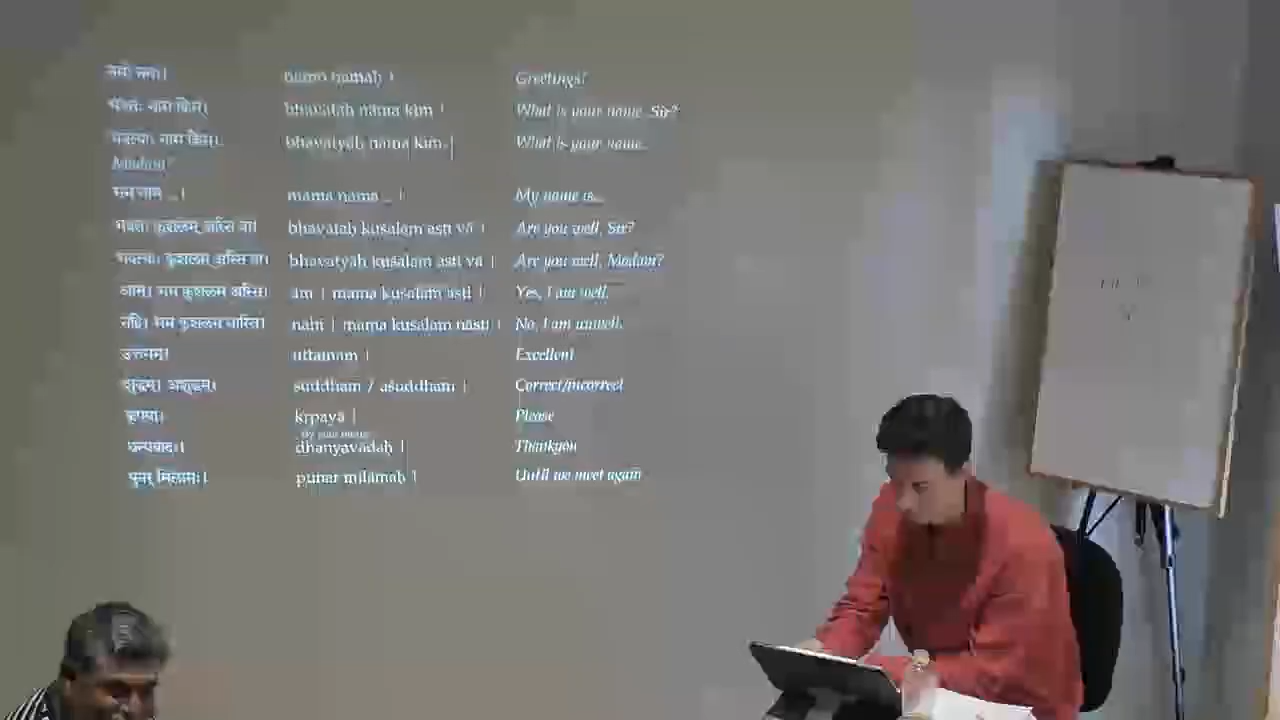 नमो नमः। namo namaḥ । Greetings!
भवतः नाम किम्। bhavataḥ nāma kim । What is your name, Sir?
भवत्याः नाम किम्। bhavatyāḥ nāma kim । What is your name,
Madam?
मम नाम ...। mama nama ... । My name is...
भवतः कुशलम् अस्ति वा। bhavataḥ kuśalam asti vā । Are you well, Sir?
भवत्याः कुशलम् अस्ति वा। bhavatyāḥ kuśalam asti vā । Are you well, Madam?
आम्। मम कुशलम् अस्ति। ām । mama kuśalam asti । Yes, I am well.
नहि। मम कुशलम् नास्ति। nahi । mama kuśalam nāsti । No, I am unwell.
उत्तमम्। uttamam । Excellent
शुद्धम्। अशुद्धम्। śuddham / aśuddham । Correct/incorrect
कृपया। kṛpayā । Please
धन्यवादः। dhanyavādaḥ । Thankyou
पुनर् मिलामः। punar milāmaḥ । Until we meet again